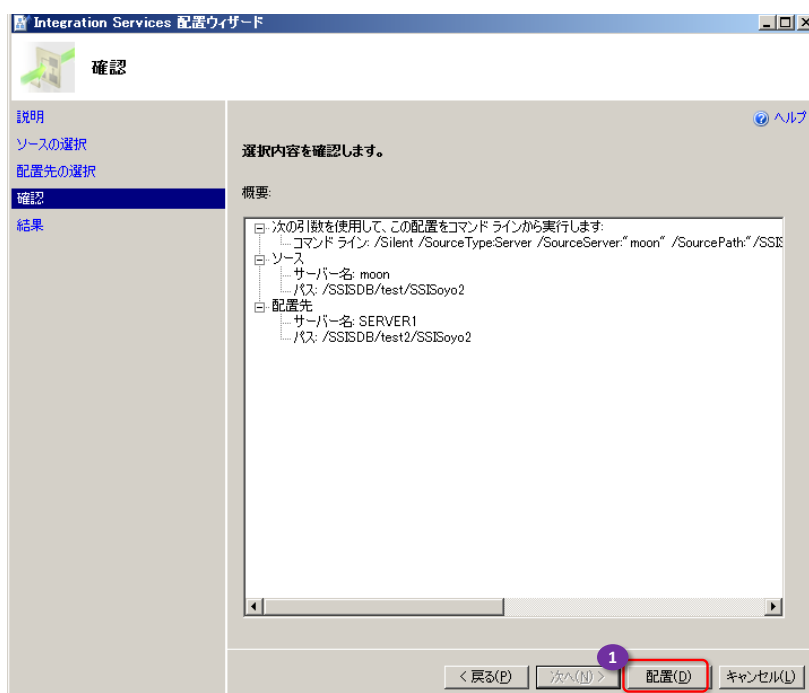 Integration Services 配置ウィザード
確認
説明
ソースの選択
配置先の選択
確認
結果
ヘルプ
選択内容を確認します。
概要:
次の引数を使用して、この配置をコマンド ラインから実行します:
コマンド ライン: /Silent /SourceType:Server /SourceServer:"moon" /SourcePath:"/SSIS
ソース
サーバー名: moon
パス: /SSISDB/test/SSISoyo2
配置先
サーバー名: SERVER1
パス: /SSISDB/test2/SSISoyo2
1
< 戻る(P)
次へ(N) >
配置(D)
キャンセル(L)